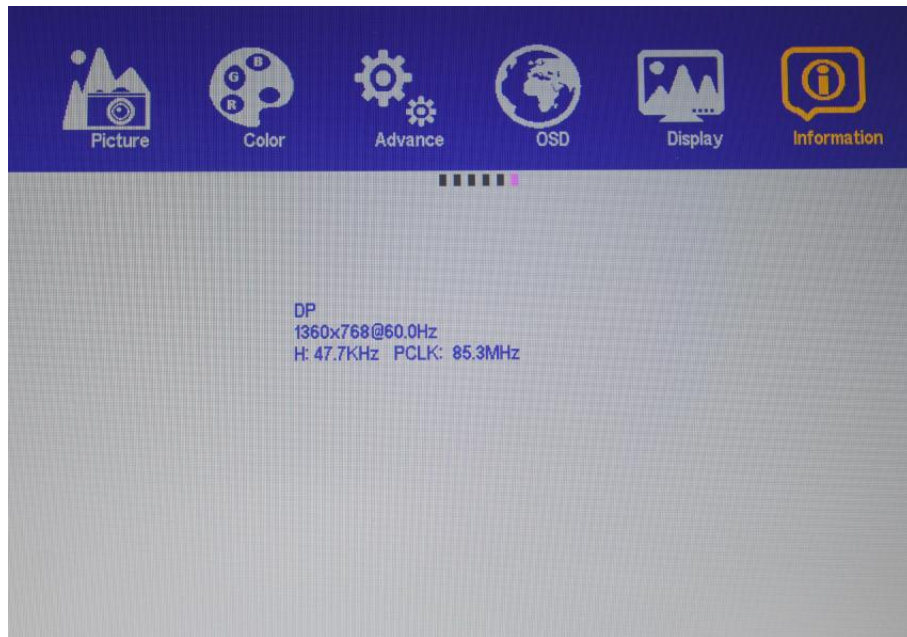 G B R
Picture Color Advance OSD Display Information
DP
1360x768@60.0Hz
H: 47.7KHz PCLK: 85.3MHz